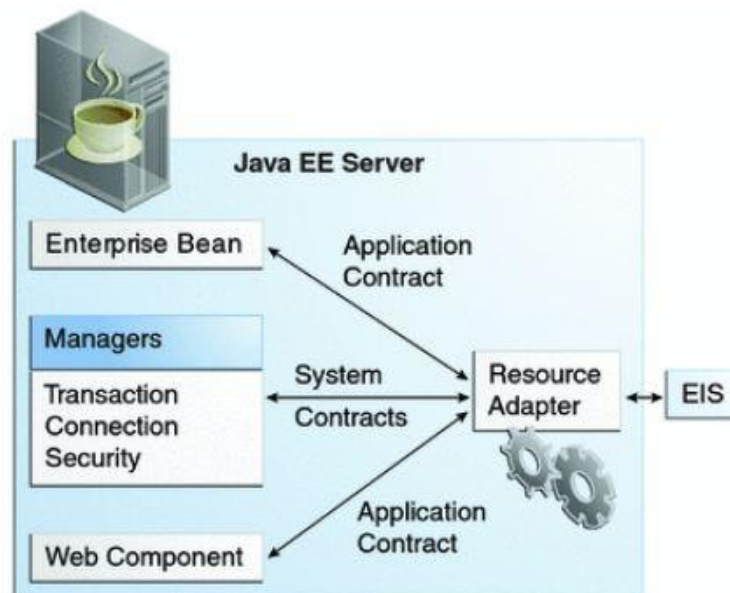 Java EE Server
Enterprise Bean
Application
Contract
Managers
Transaction
Connection
Security
System
Contracts
Resource
Adapter
EIS
Application
Contract
Web Component